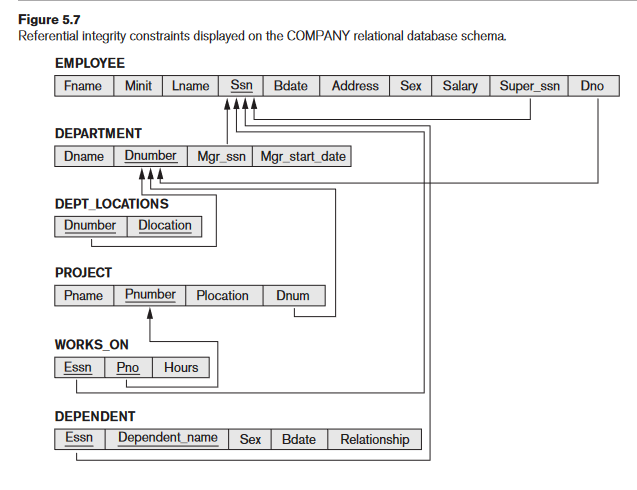 Figure 5.7
Referential integrity constraints displayed on the COMPANY relational database schema.
EMPLOYEE
Fname Minit Lname Ssn Bdate Address Sex Salary Super_ssn Dno
DEPARTMENT
Dname Dnumber Mgr_ssn Mgr_start_date
DEPT_LOCATIONS
Dnumber Dlocation
PROJECT
Pname Pnumber Plocation Dnum
WORKS_ON
Essn Pno Hours
DEPENDENT
Essn Dependent_name Sex Bdate Relationship